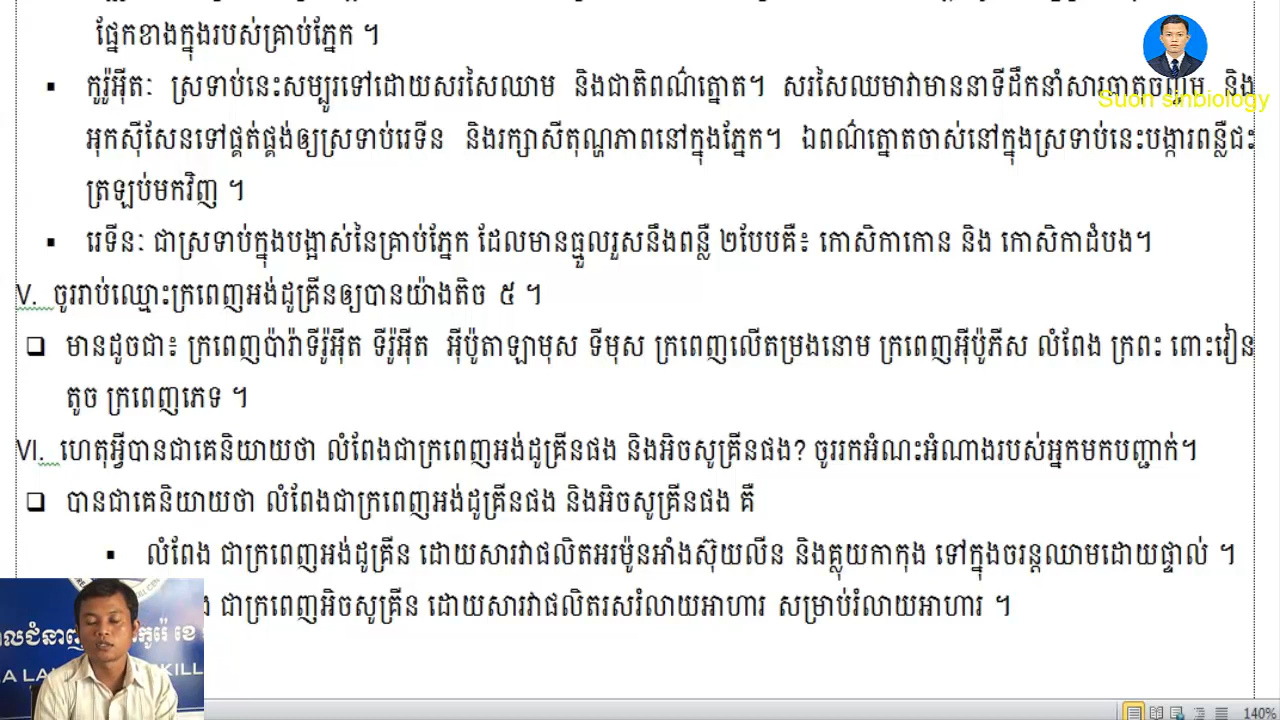 ផ្នែកខាងក្នុងរបស់គ្រាប់ភ្នែក ។
▪ កូរ៉ូអ៊ីតៈ ស្រទាប់នេះសម្បូរទៅដោយសរសៃឈាម និងជាតិពណ៌ត្នោត។ សរសៃឈមាវាមាននាទីដឹកនាំសារធាតុចញ្ចឹម និង
Suon sinbiology
អុកស៊ីសែនទៅផ្គត់ផ្គង់ឲ្យស្រទាប់រេទីន និងរក្សាសីតុណ្ហភាពនៅក្នុងភ្នែក។ ឯពណ៌ត្នោតចាស់នៅក្នុងស្រទាប់នេះបង្ការពន្លឺជះ
ត្រឡប់មកវិញ ។
▪ រេទីនៈ ជាស្រទាប់ក្នុងបង្អាស់នៃគ្រាប់ភ្នែក ដែលមានធ្មួលរួសនឹងពន្លឺ ២បែបគឺ៖ កោសិកាកោន និង កោសិកាដំបង។
V. ចូររាប់ឈ្មោះក្រពេញអង់ដូគ្រីនឲ្យបានយ៉ាងតិច ៥ ។
❑ មានដូចជា៖ ក្រពេញប៉ារ៉ាទីរ៉ូអ៊ីត ទីរ៉ូអ៊ីត អ៊ីប៉ូតាឡាមុស ទីមុស ក្រពេញលើតម្រងនោម ក្រពេញអ៊ីប៉ូភីស លំពែង ក្រពះ ពោះវៀន
តូច ក្រពេញភេទ ។
VI. ហេតុអ្វីបានជាគេនិយាយថា លំពែងជាក្រពេញអង់ដូគ្រីនផង និងអិចសូគ្រីនផង? ចូររកអំណះអំណាងរបស់អ្នកមកបញ្ជាក់។
❑ បានជាគេនិយាយថា លំពែងជាក្រពេញអង់ដូគ្រីនផង និងអិចសូគ្រីនផង គឺ
▪ លំពែង ជាក្រពេញអង់ដូគ្រីន ដោយសារវាផលិតអរម៉ូនអាំងស៊ុយលីន និងគ្លុយកាកុង ទៅក្នុងចរន្តឈាមដោយផ្ទាល់ ។
ជាក្រពេញអិចសូគ្រីន ដោយសារវាផលិតរសរំលាយអាហារ សម្រាប់រំលាយអាហារ ។
140%